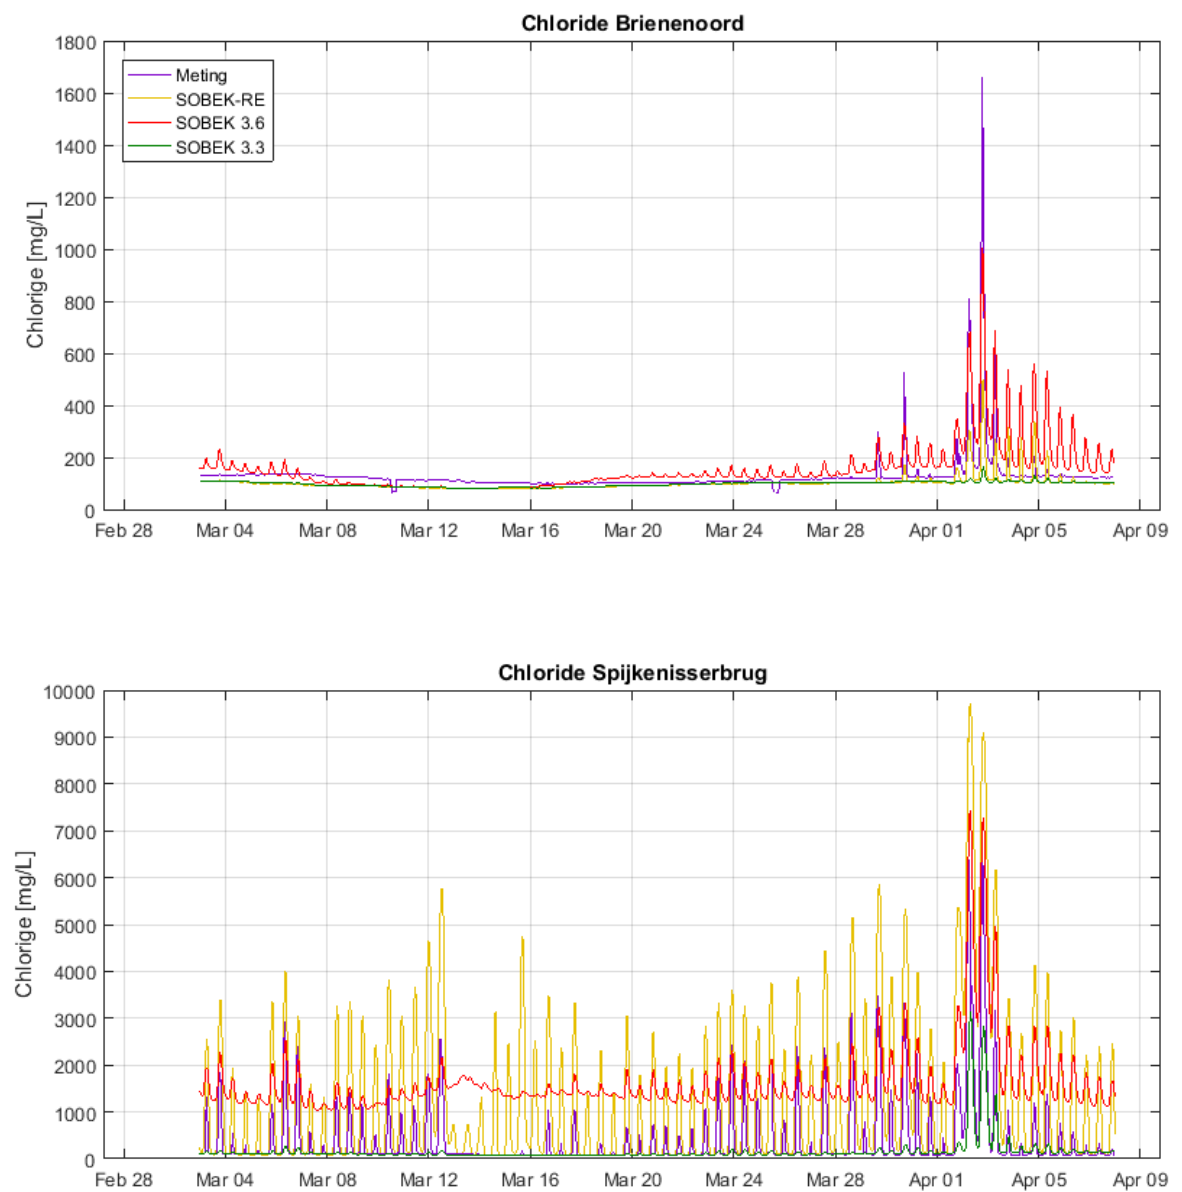 Chloride Brienenoord
1800
1600
1400
1200
1000
800
600
400
200
0
Chlorige [mg/L]
Meting
SOBEK-RE
SOBEK 3.6
SOBEK 3.3
Feb 28 Mar 04 Mar 08 Mar 12 Mar 16 Mar 20 Mar 24 Mar 28 Apr 01 Apr 05 Apr 09
Chloride Spijkenisserbrug
10000
9000
8000
7000
6000
5000
4000
3000
2000
1000
0
Chlorige [mg/L]
Feb 28 Mar 04 Mar 08 Mar 12 Mar 16 Mar 20 Mar 24 Mar 28 Apr 01 Apr 05 Apr 09